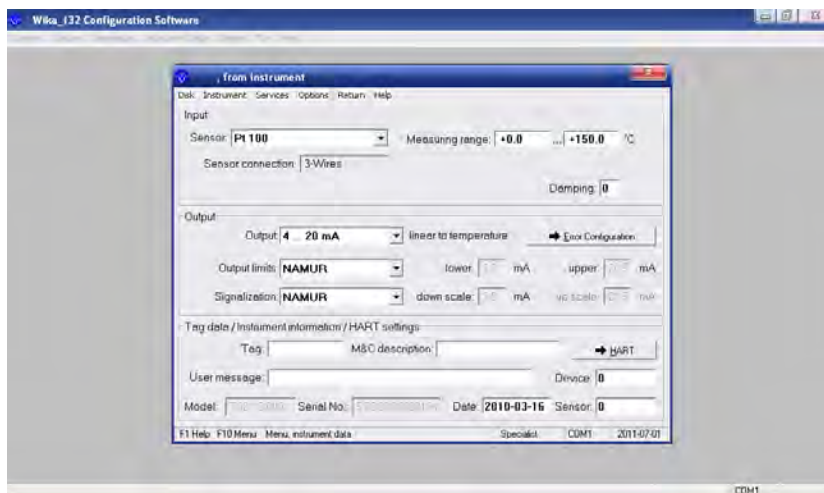 Wika_T32 Configuration Software
, from Instrument
Disk Instrument Services Options Return Help
Input
Sensor: Pt 100 Measuring range: +0.0 ... +150.0 °C
Sensor connection: 3-Wires
Damping: 0
Output
Output: 4 ... 20 mA linear to temperature Error Configuration
Output limits: NAMUR lower: mA upper: mA
Signalization: NAMUR down scale: mA up scale: mA
Tag data / Instrument information / HART settings
Tag: M&C description: HART
User message: Device: 0
Model: Serial No.: Date: 2010-03-16 Sensor: 0
F1 Help F10 Menu Menu, instrument data Specialist COM1 2011-07-01
COM1